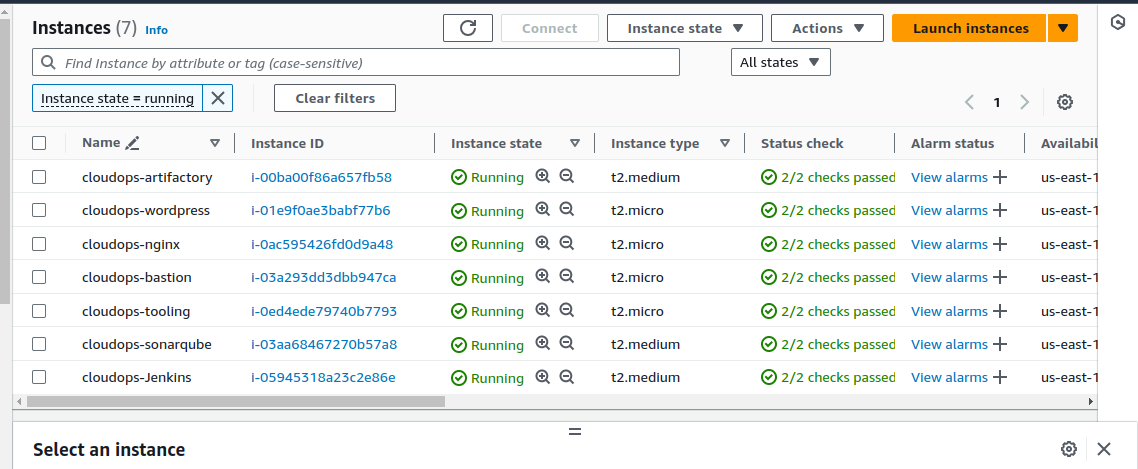 Instances (7) Info
Connect
Instance state
Actions
Launch instances
Find Instance by attribute or tag (case-sensitive)
All states
Instance state = running
Clear filters
1
Name Instance ID Instance state Instance type Status check Alarm status Availabil
cloudops-artifactory i-00ba00f86a657fb58 Running t2.medium 2/2 checks passed View alarms us-east-1
cloudops-wordpress i-01e9f0ae3babf77b6 Running t2.micro 2/2 checks passed View alarms us-east-1
cloudops-nginx i-0ac595426fd0d9a48 Running t2.micro 2/2 checks passed View alarms us-east-1
cloudops-bastion i-03a293dd3dbb947ca Running t2.micro 2/2 checks passed View alarms us-east-1
cloudops-tooling i-0ed4ede79740b7793 Running t2.micro 2/2 checks passed View alarms us-east-1
cloudops-sonarqube i-03aa68467270b57a8 Running t2.medium 2/2 checks passed View alarms us-east-1
cloudops-Jenkins i-05945318a23c2e86e Running t2.medium 2/2 checks passed View alarms us-east-1
Select an instance